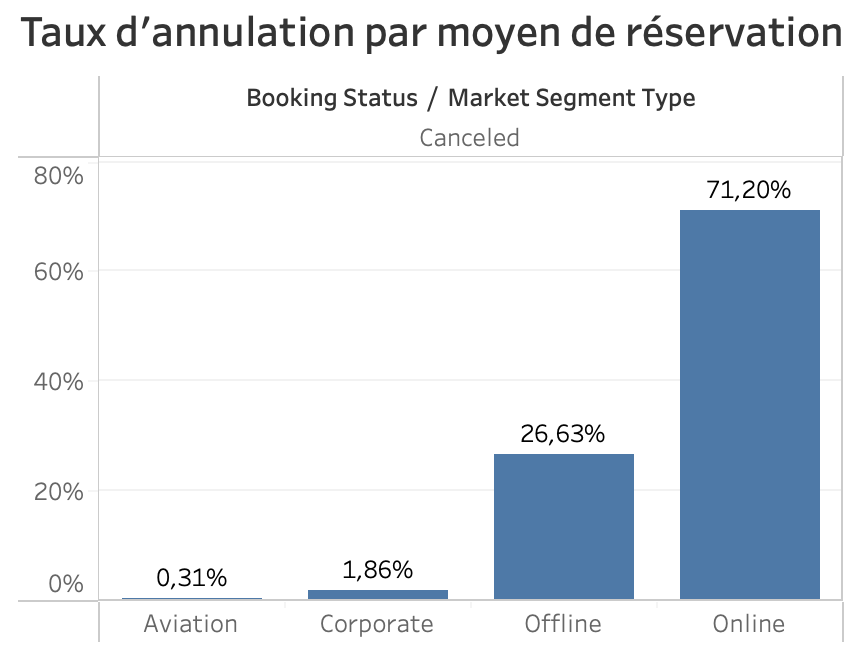 Taux d’annulation par moyen de réservation
Booking Status / Market Segment Type
Canceled
80%
60%
40%
20%
0%
0,31%
1,86%
26,63%
71,20%
Aviation
Corporate
Offline
Online